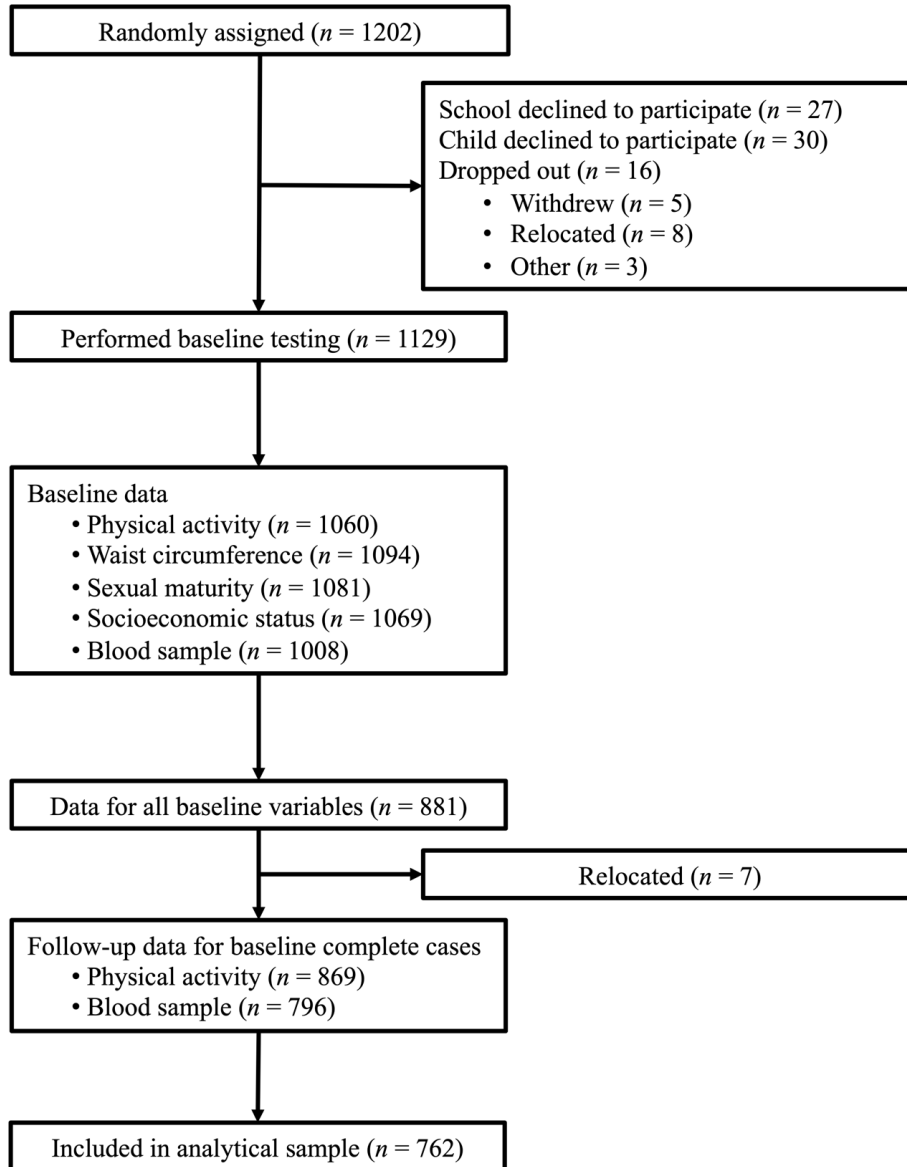 Randomly assigned (n = 1202)
School declined to participate (n = 27)
Child declined to participate (n = 30)
Dropped out (n = 16)
• Withdrew (n = 5)
• Relocated (n = 8)
• Other (n = 3)
Performed baseline testing (n = 1129)
Baseline data
• Physical activity (n = 1060)
• Waist circumference (n = 1094)
• Sexual maturity (n = 1081)
• Socioeconomic status (n = 1069)
• Blood sample (n = 1008)
Data for all baseline variables (n = 881)
Relocated (n = 7)
Follow-up data for baseline complete cases
• Physical activity (n = 869)
• Blood sample (n = 796)
Included in analytical sample (n = 762)